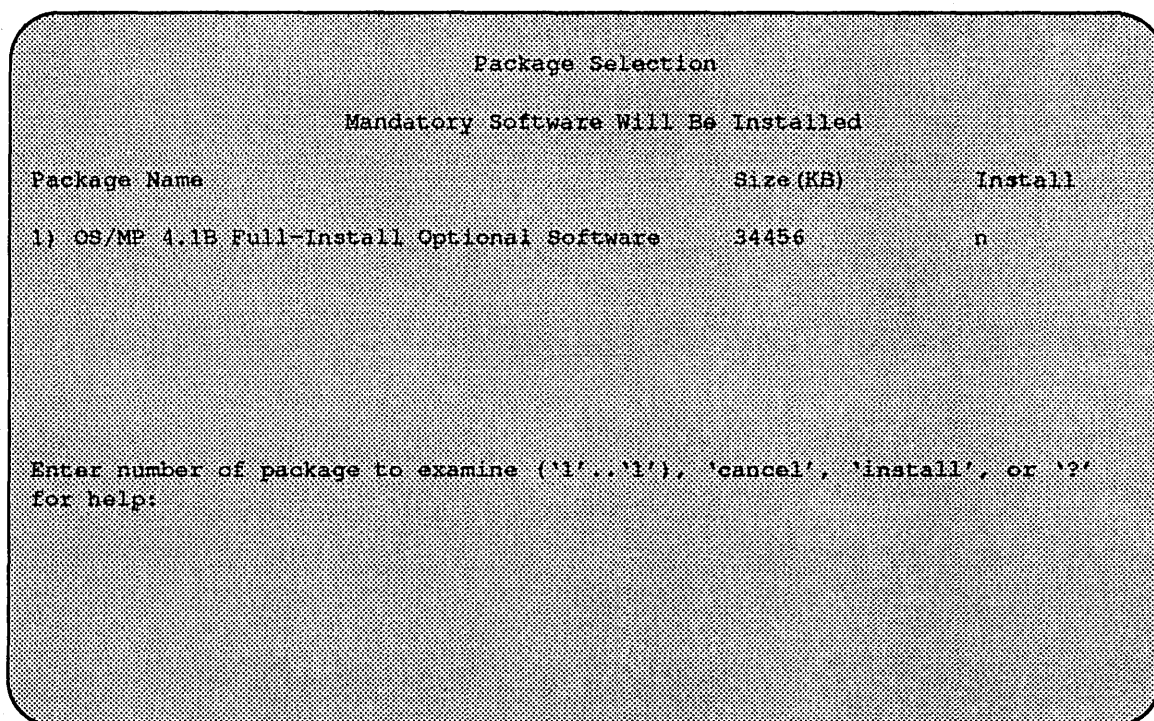 Package Selection
Mandatory Software Will Be Installed
Package Name Size(KB) Install
1) OS/MP 4.1B Full-Install Optional Software 34456 n
Enter number of package to examine ('1'..'1'), 'cancel', 'install', or '?'
for help: